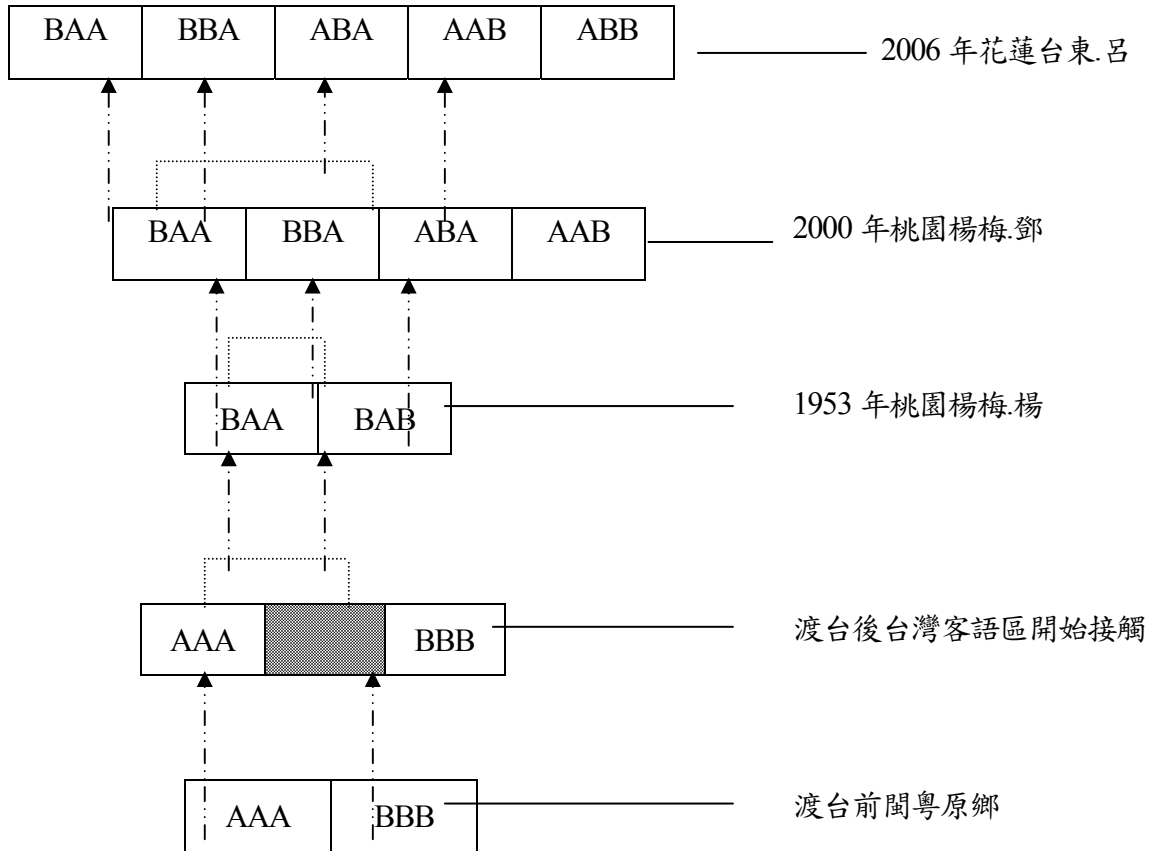 BAA BBA ABA AAB ABB
2006 年花蓮台東.呂
BAA BBA ABA AAB
2000 年桃園楊梅.鄧
BAA BAB
1953 年桃園楊梅.楊
AAA BBB
渡台後台灣客語區開始接觸
AAA BBB
渡台前閩粵原鄉